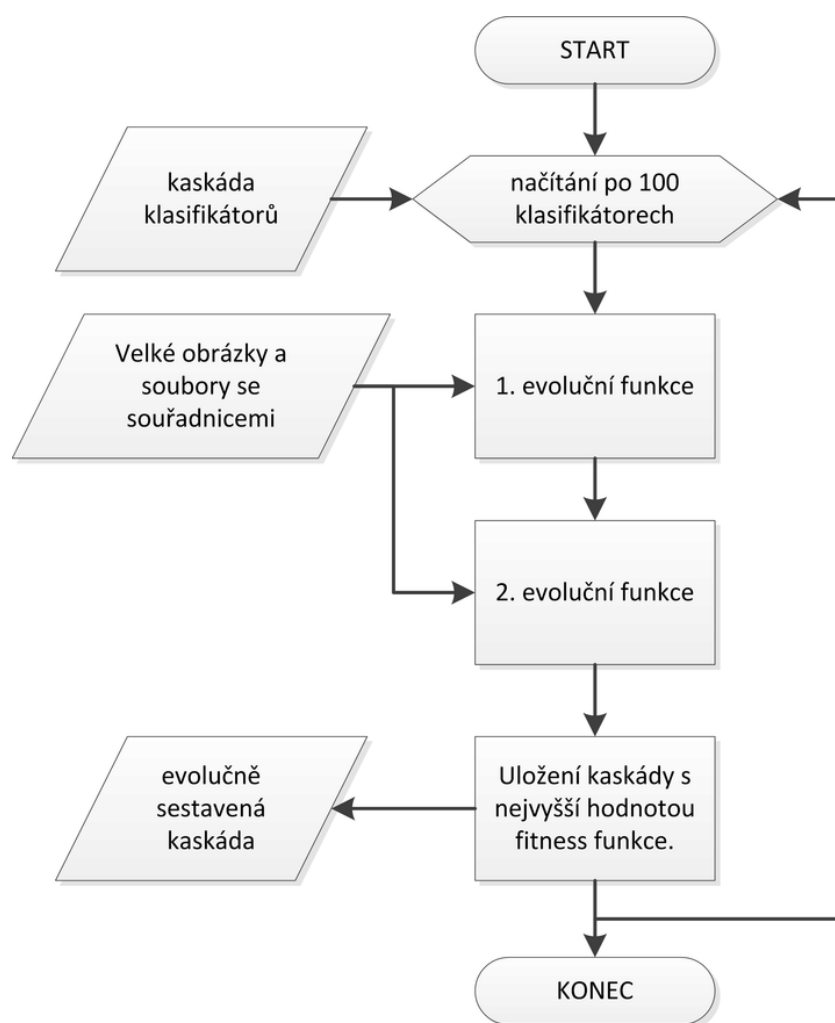 START
kaskáda
klasifikátorů
načítání po 100
klasifikátorech
Velké obrázky a
soubory se
souřadnicemi
1. evoluční funkce
2. evoluční funkce
evolučně
sestavená
kaskáda
Uložení kaskády s
nejvyšší hodnotou
fitness funkce.
KONEC